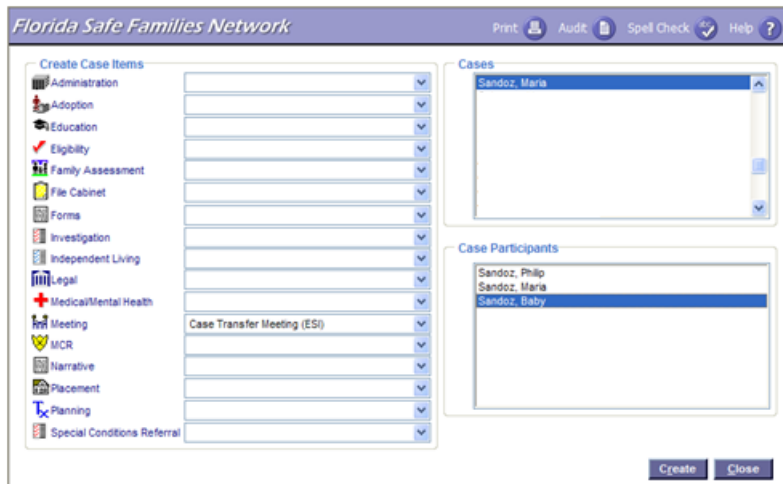 Florida Safe Families Network
Print Audit Spell Check Help
Create Case Items
Administration
Adoption
Education
Eligibility
Family Assessment
File Cabinet
Forms
Investigation
Independent Living
Legal
Medical/Mental Health
Meeting Case Transfer Meeting (ESI)
MCR
Narrative
Placement
Planning
Special Conditions Referral
Cases
Sandoz, Maria
Case Participants
Sandoz, Philip
Sandoz, Maria
Sandoz, Baby
Create Close